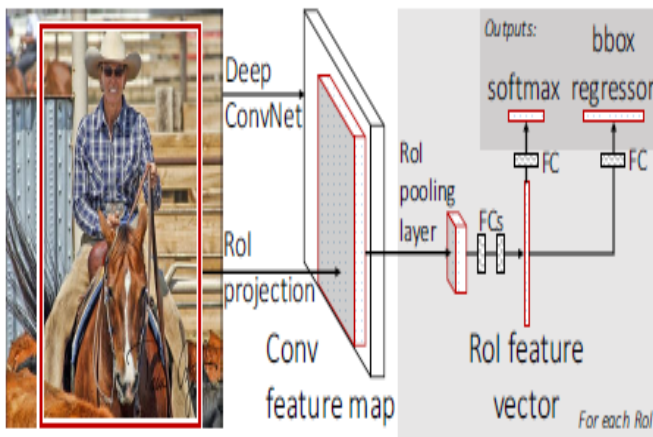 Deep
ConvNet
RoI
projection
Conv
feature map
RoI
pooling
layer
FCs
RoI feature
vector
For each RoI
Outputs:
softmax
bbox
regressor
FC
FC